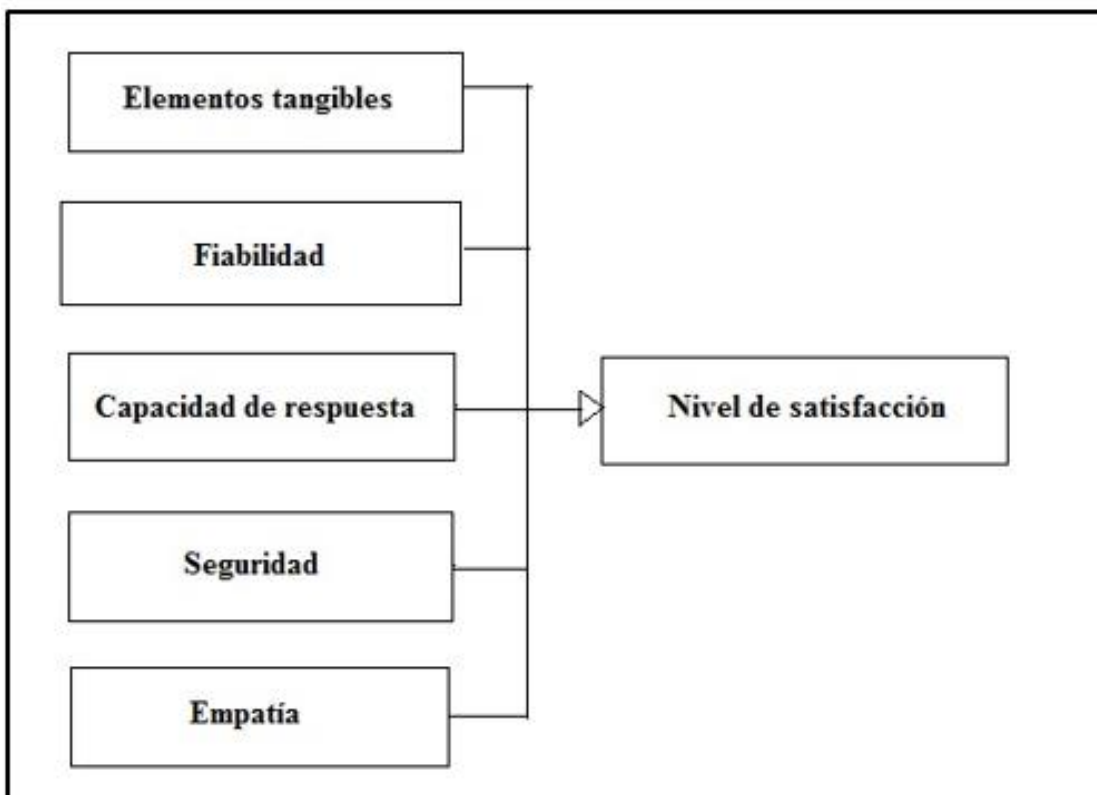 Elementos tangibles
Fiabilidad
Capacidad de respuesta
Nivel de satisfacción
Seguridad
Empatía